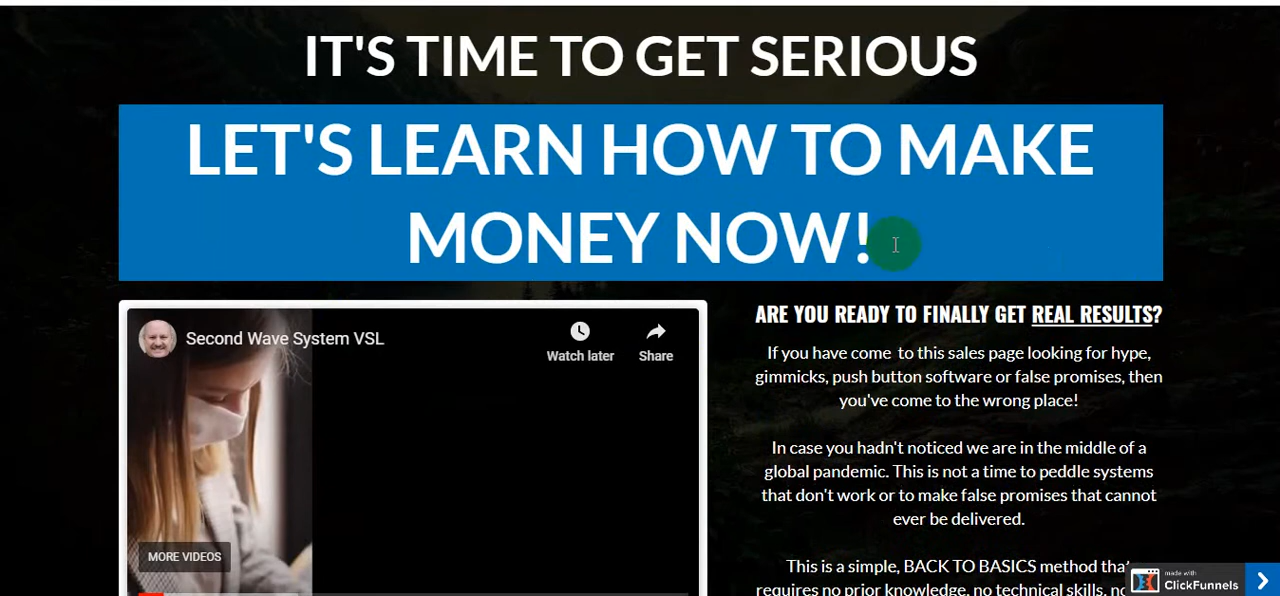 IT'S TIME TO GET SERIOUS
LET'S LEARN HOW TO MAKE
MONEY NOW!
Second Wave System VSL
Watch later
Share
MORE VIDEOS
ARE YOU READY TO FINALLY GET REAL RESULTS?
If you have come to this sales page looking for hype,
gimmicks, push button software or false promises, then
you've come to the wrong place!
In case you hadn't noticed we are in the middle of a
global pandemic. This is not a time to peddle systems
that don't work or to make false promises that cannot
ever be delivered.
This is a simple, BACK TO BASICS method
requires no prior knowledge, no technical skills,
made with
ClickFunnels